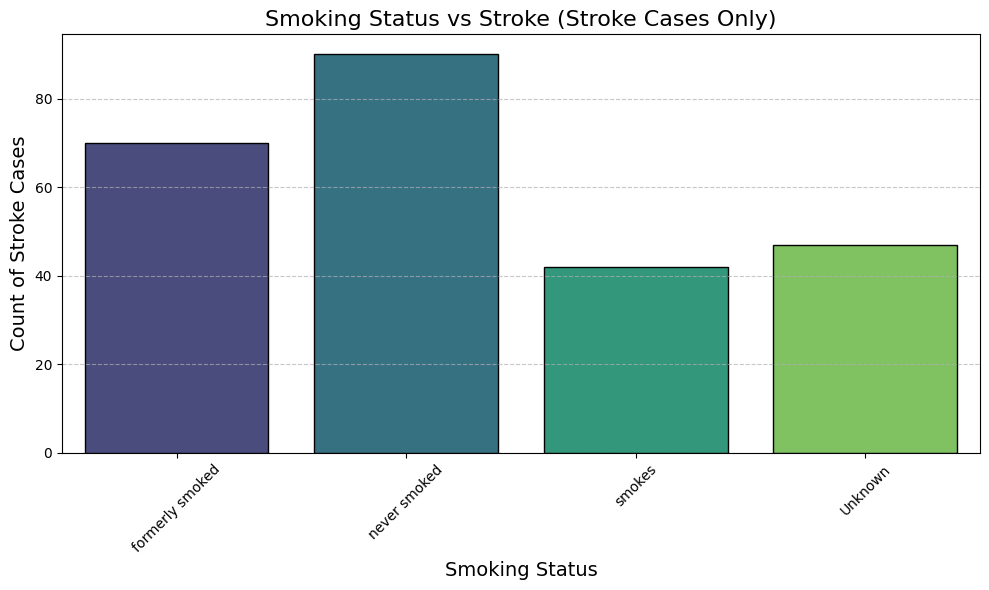 Smoking Status vs Stroke (Stroke Cases Only)
Count of Stroke Cases
80
60
40
20
0
formerly smoked
never smoked
smokes
Unknown
Smoking Status